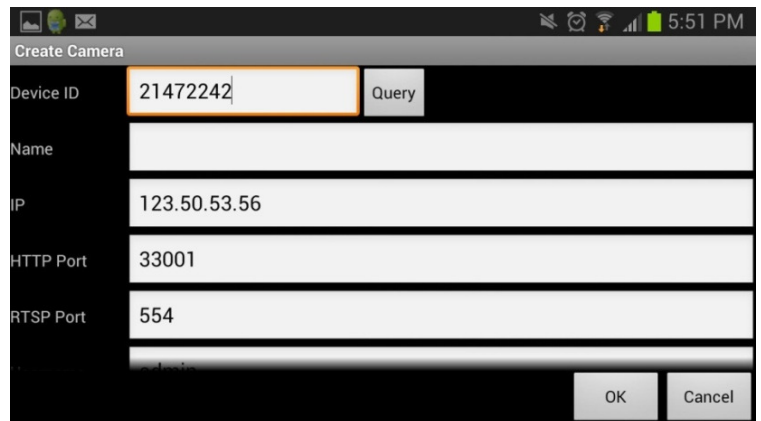 5:51 PM
Create Camera
Device ID 21472242 Query
Name
IP 123.50.53.56
HTTP Port 33001
RTSP Port 554
admin
OK Cancel